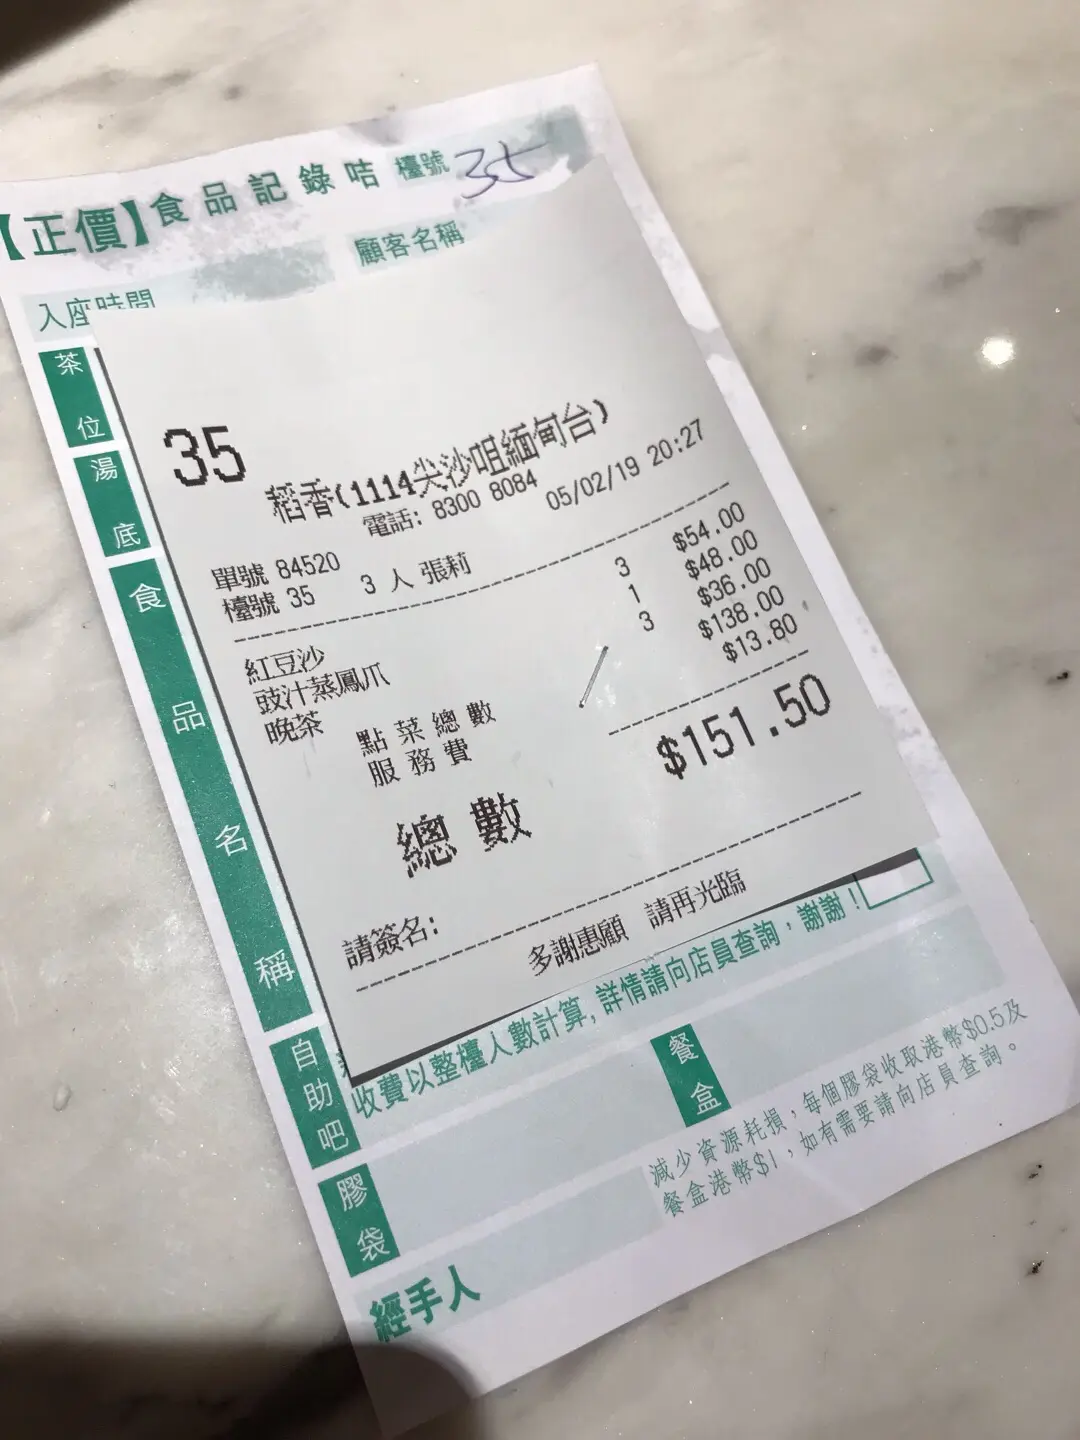 【正價】食品記錄咭 檯號 35
入座時間 顧客名稱
茶位
湯底
食品名稱
35
稻香(1114尖沙咀緬甸台)
電話: 8300 8084
05/02/19 20:27
單號 84520
檯號 35 3 人 張莉
紅豆沙 3 $54.00
豉汁蒸鳳爪 1 $48.00
晚茶 3 $36.00
點菜總數 $138.00
服務費 $13.80
總數 $151.50
請簽名:
多謝惠顧 請再光臨
收費以整檯人數計算, 詳情請向店員查詢，謝謝！
自助吧
餐盒
膠袋
減少資源耗損，每個膠袋收取港幣$0.5及
餐盒港幣$1，如有需要請向店員查詢。
經手人